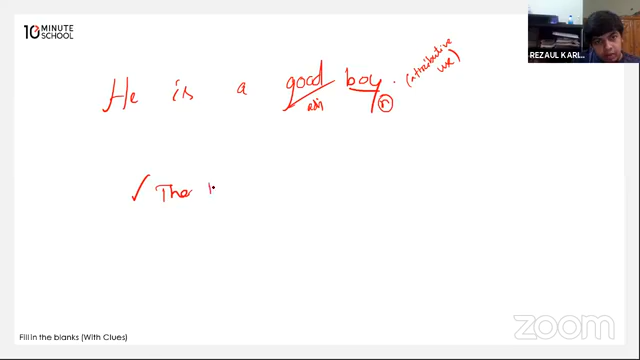 10 MINUTE SCHOOL
REZAUL KARI...
He is a good boy. (attributive use)
adj n
✓ The
Fill in the blanks (With Clues)
zoom